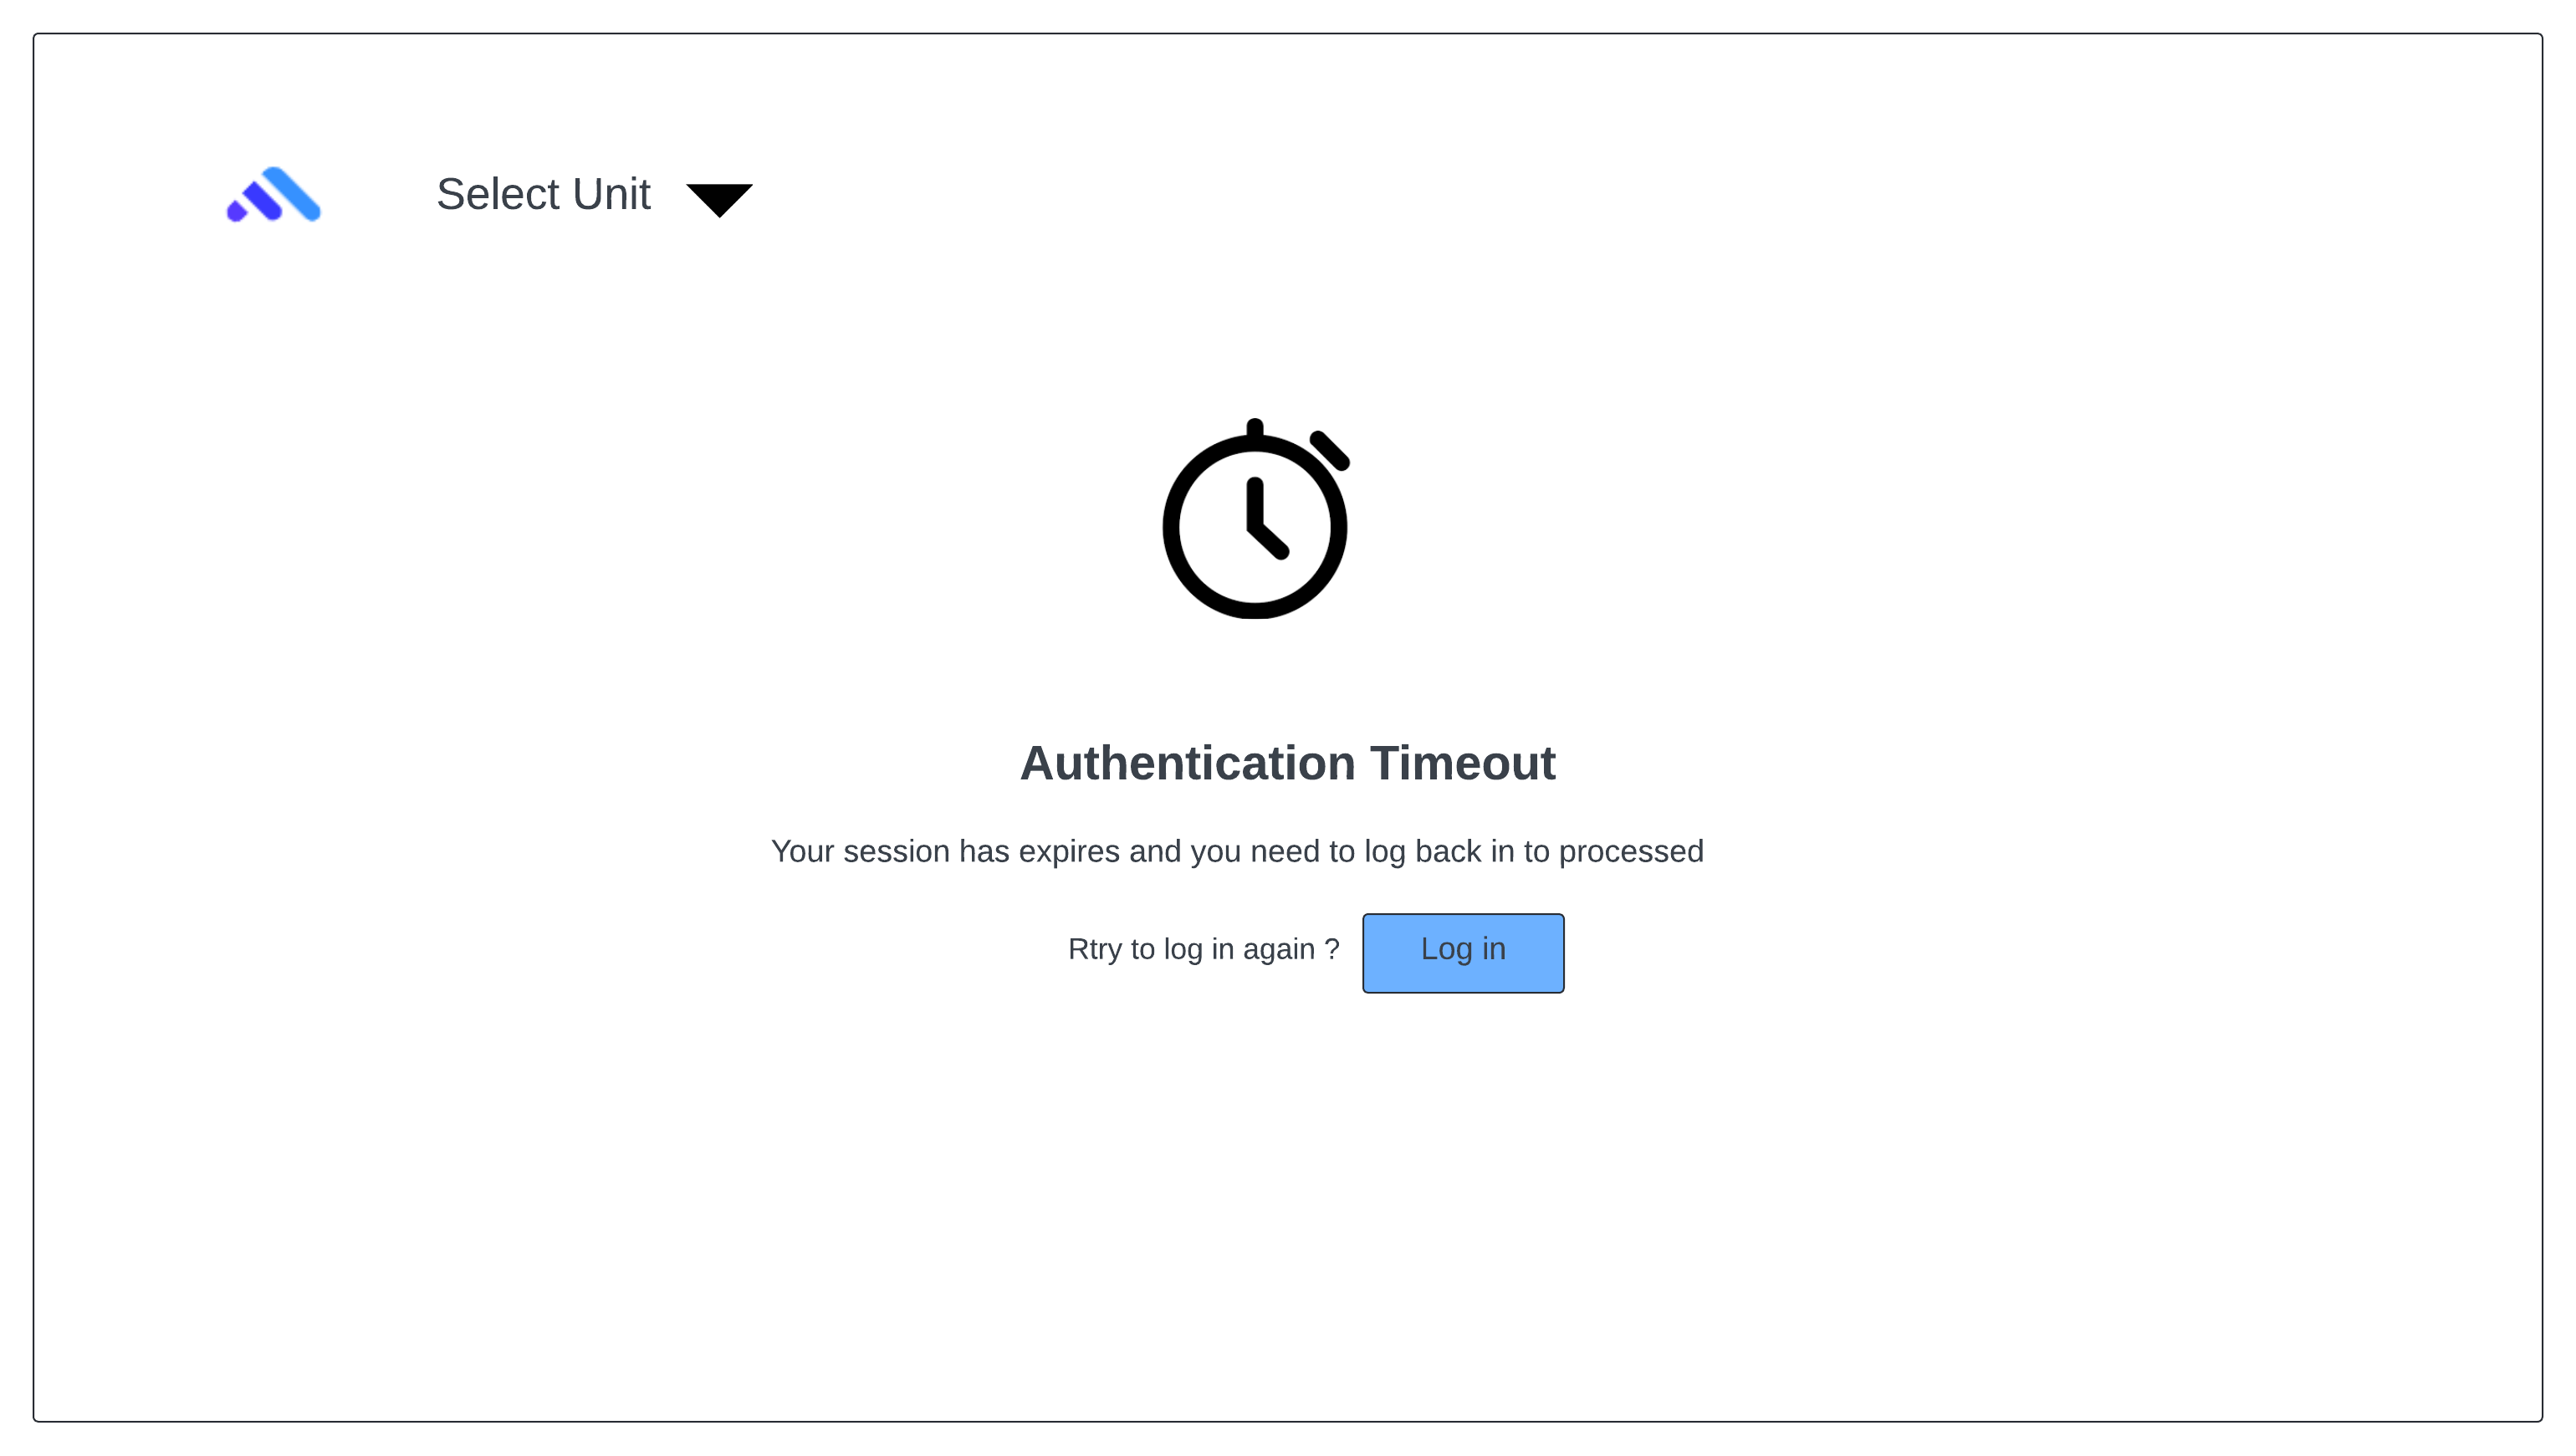 Select Unit
Authentication Timeout
Your session has expires and you need to log back in to processed
Rtry to log in again ?
Log in